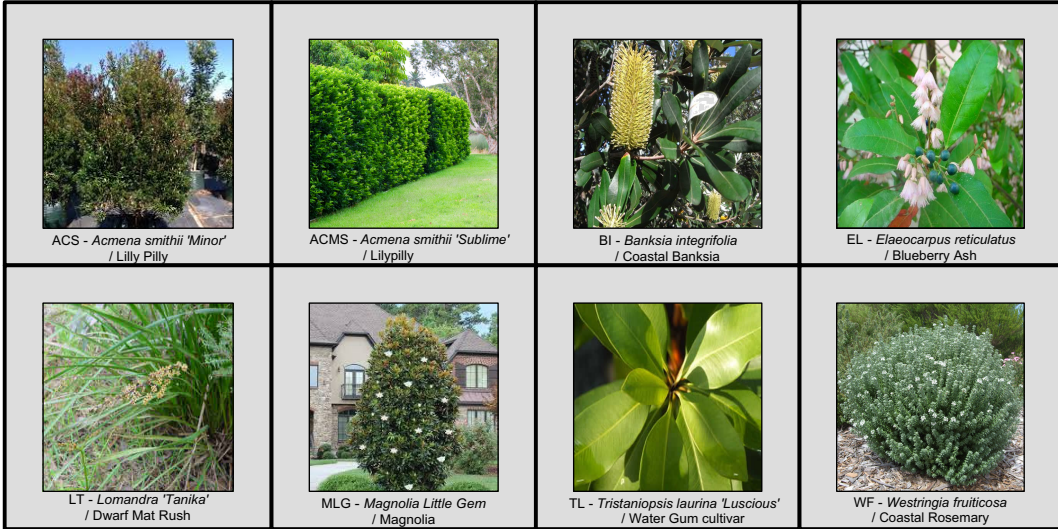 ACS - Acmena smithii 'Minor'
/ Lilly Pilly
ACMS - Acmena smithii 'Sublime'
/ Lilypilly
BI - Banksia integrifolia
/ Coastal Banksia
EL - Elaeocarpus reticulatus
/ Blueberry Ash
LT - Lomandra 'Tanika'
/ Dwarf Mat Rush
MLG - Magnolia Little Gem
/ Magnolia
TL - Tristaniopsis laurina 'Luscious'
/ Water Gum cultivar
WF - Westringia fruiticosa
/ Coastal Rosemary